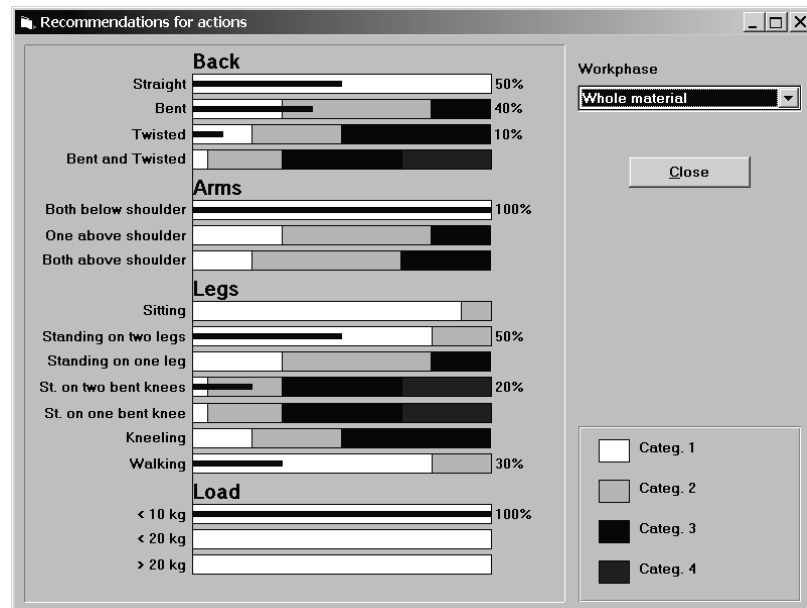 Recommendations for actions
Back
Straight 50%
Bent 40%
Twisted 10%
Bent and Twisted
Arms
Both below shoulder 100%
One above shoulder
Both above shoulder
Legs
Sitting
Standing on two legs 50%
Standing on one leg
St. on two bent knees 20%
St. on one bent knee
Kneeling
Walking 30%
Load
< 10 kg 100%
< 20 kg
> 20 kg
Workphase
Whole material
Close
Categ. 1
Categ. 2
Categ. 3
Categ. 4